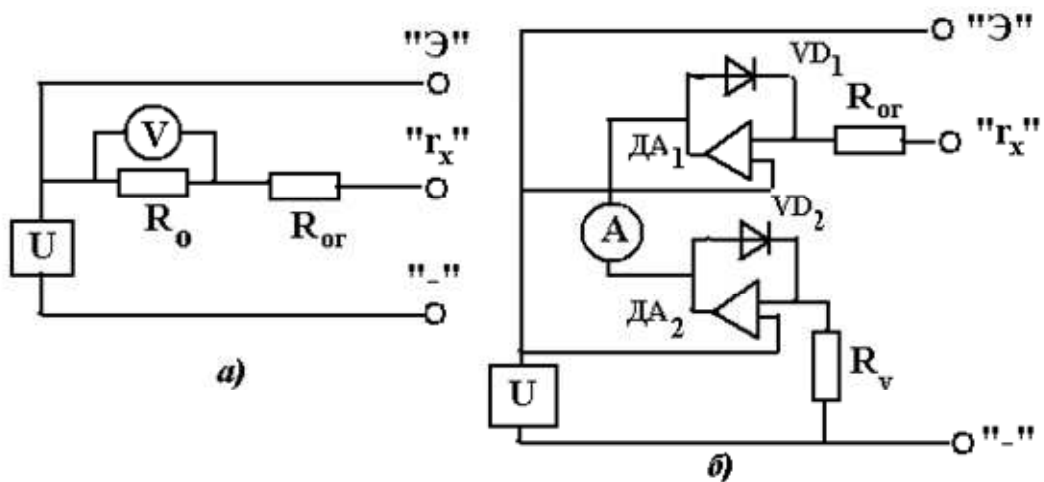 "Э"
V
"rx"
Ro
Rог
U
"-"
а)
"Э"
VD1
Rог
"rx"
ДА1
VD2
A
ДА2
Rv
U
"-"
б)